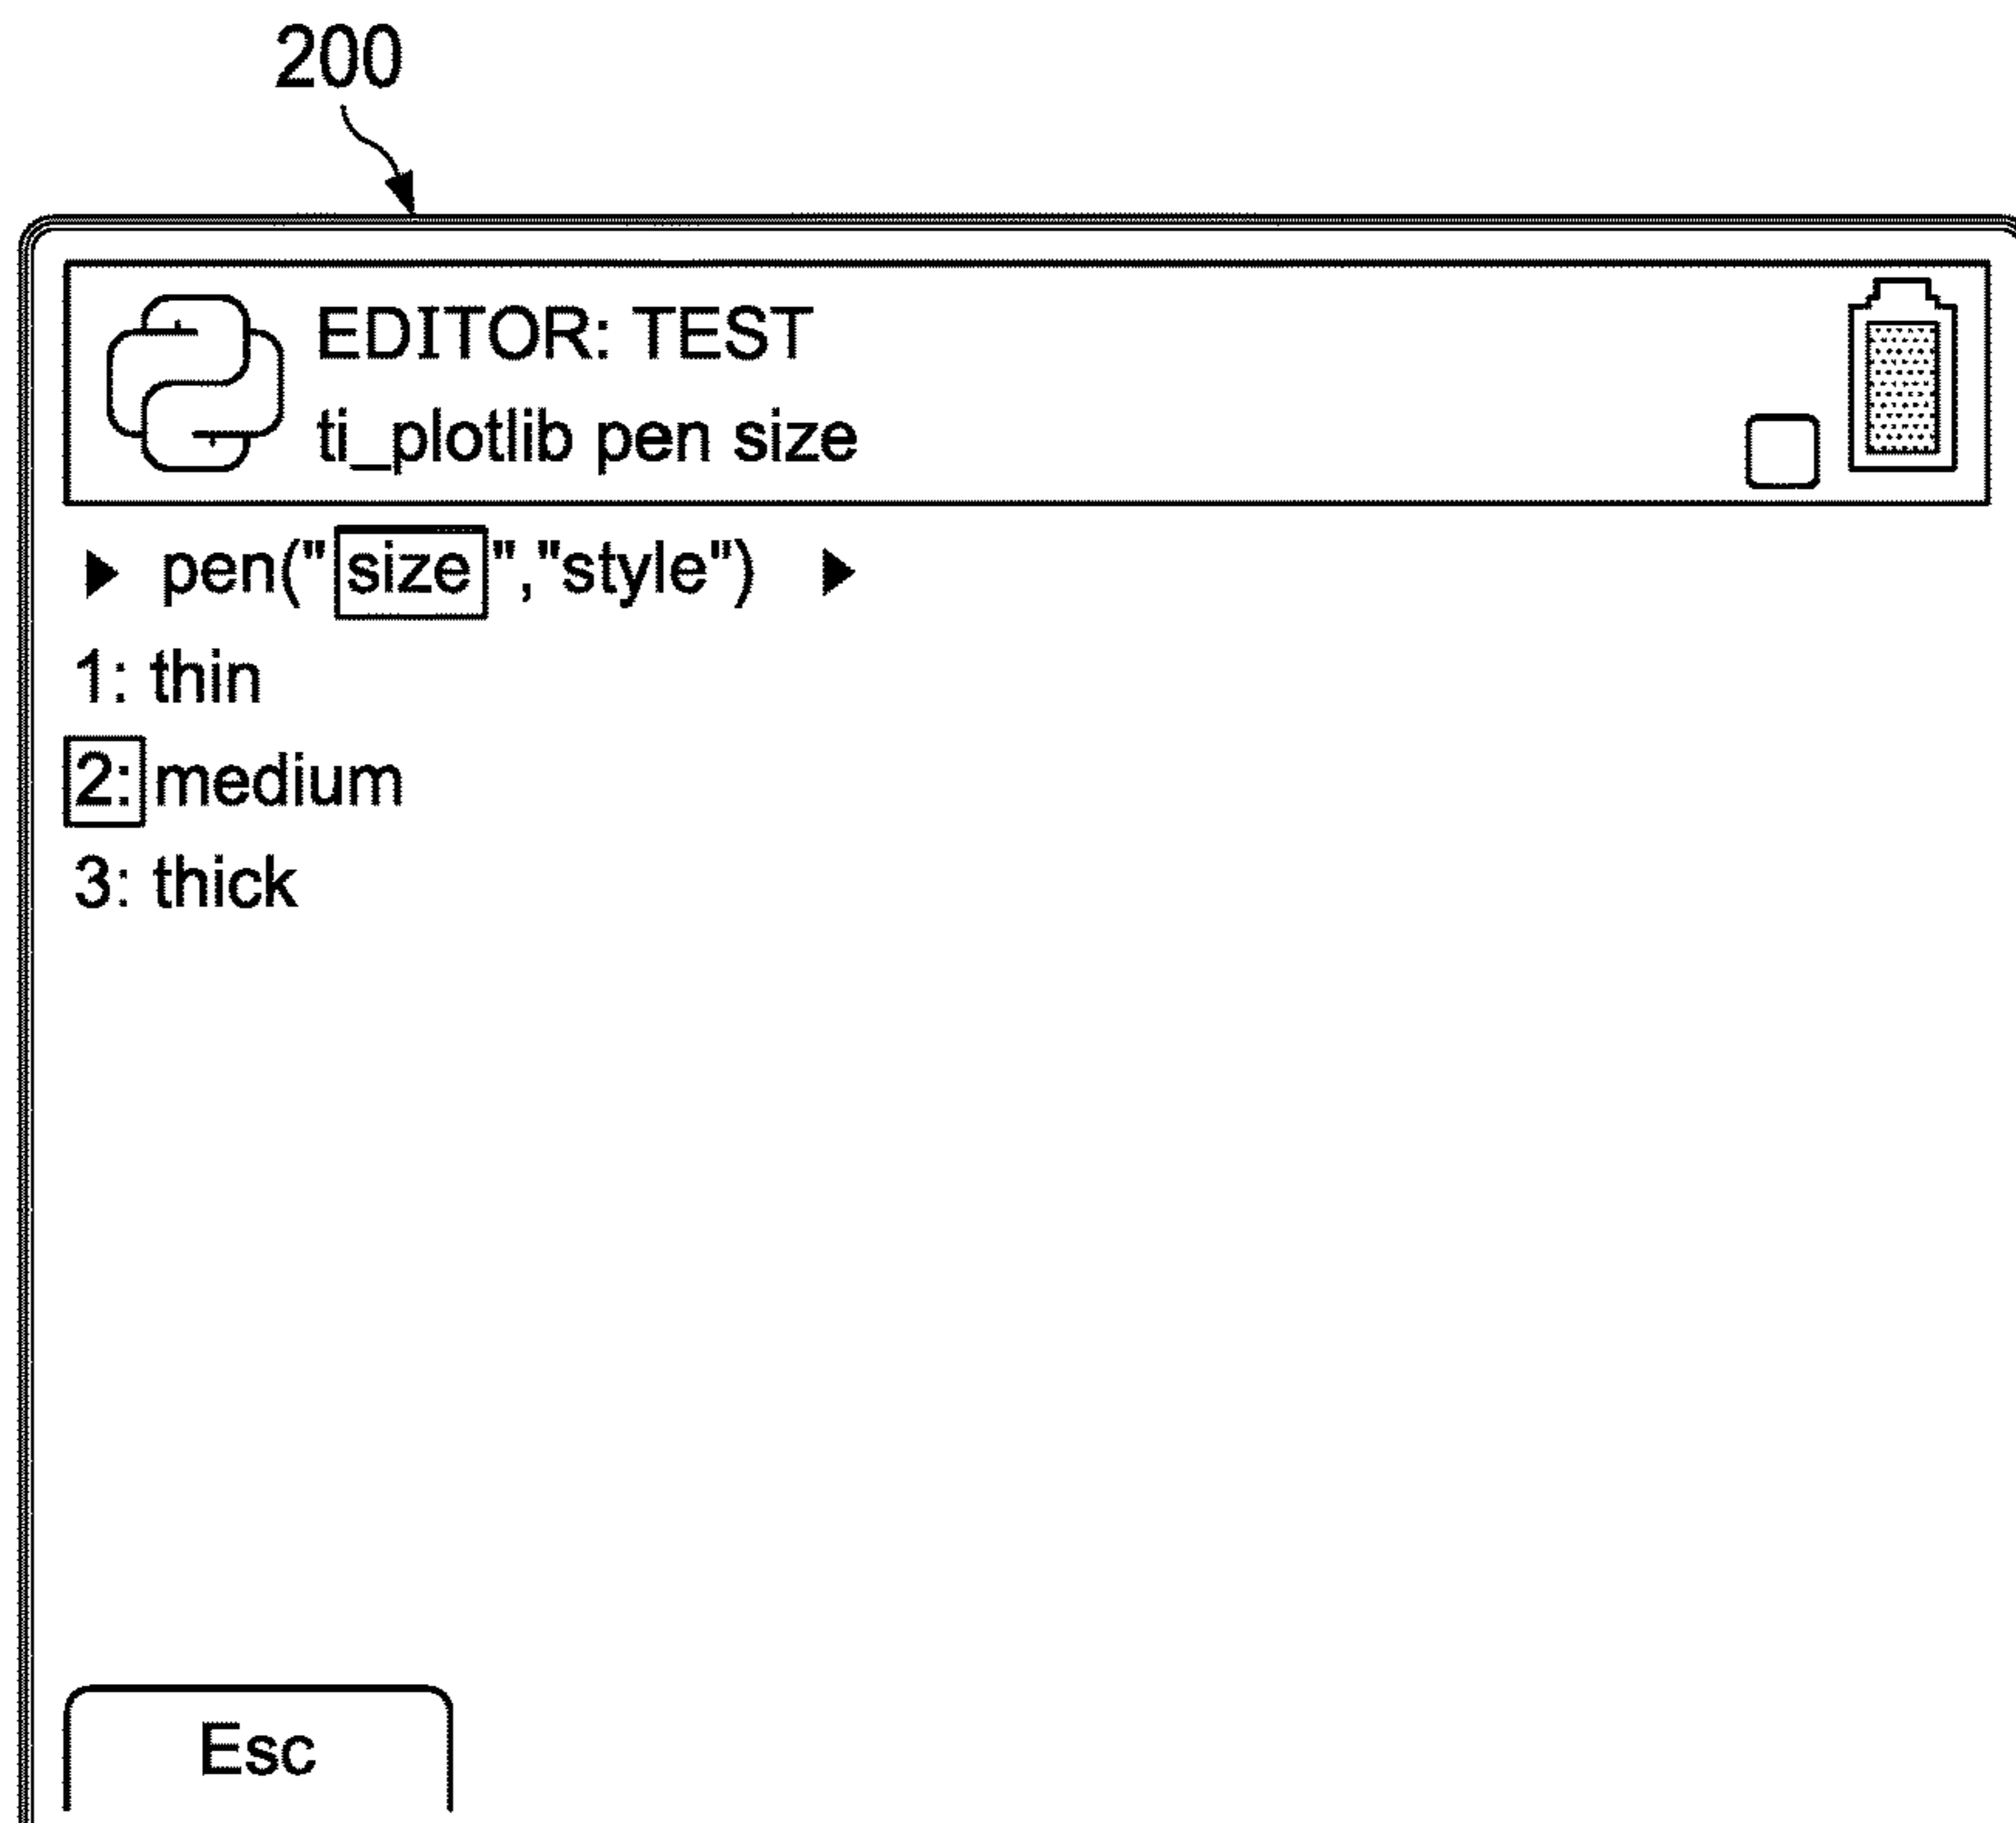 200
EDITOR: TEST
ti_plotlib pen size
▶ pen("size","style") ▶
1: thin
2: medium
3: thick
Esc